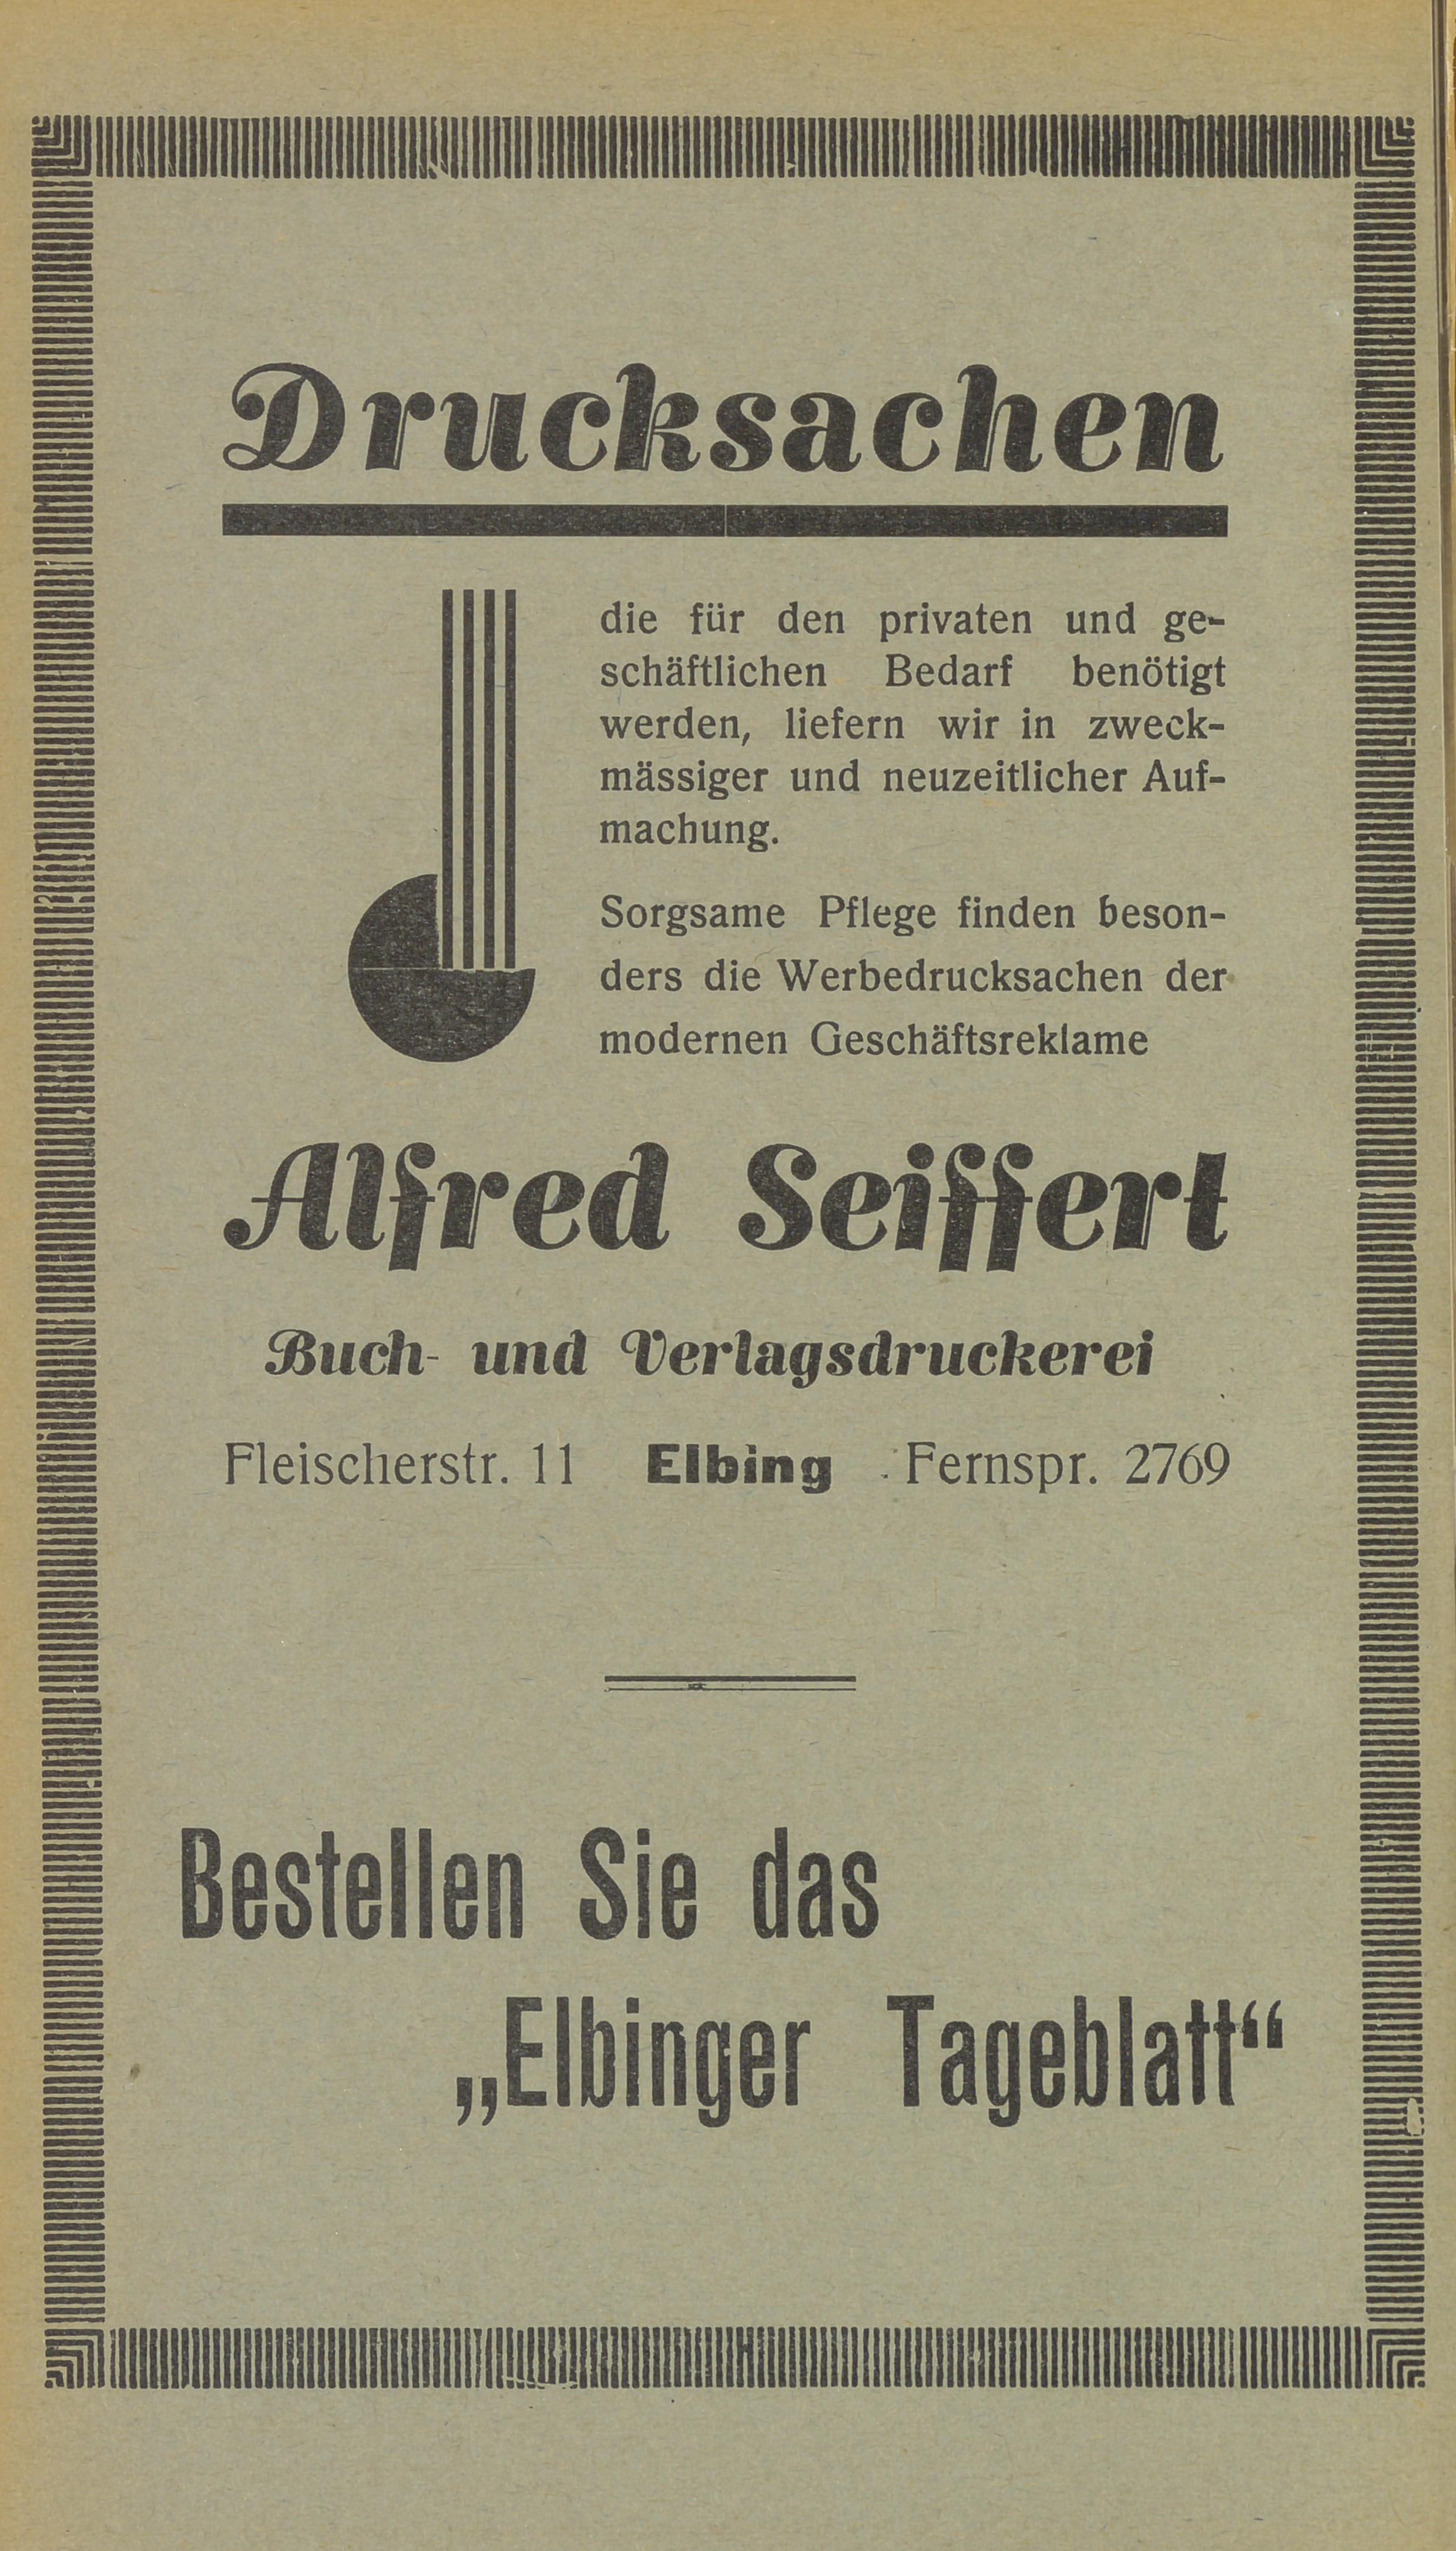 Drucksachen
die für den privaten und ge-
schäftlichen Bedarf benötigt
werden, liefern wir in zweck-
mässiger und neuzeitlicher Auf-
machung.
Sorgsame Pflege finden beson-
ders die Werbedrucksachen der
modernen Geschäftsreklame
Alfred Seiffert
Buch- und Verlagsdruckerei
Fleischerstr. 11 Elbing Fernspr. 2769
Bestellen Sie das
„Elbinger Tageblatt“